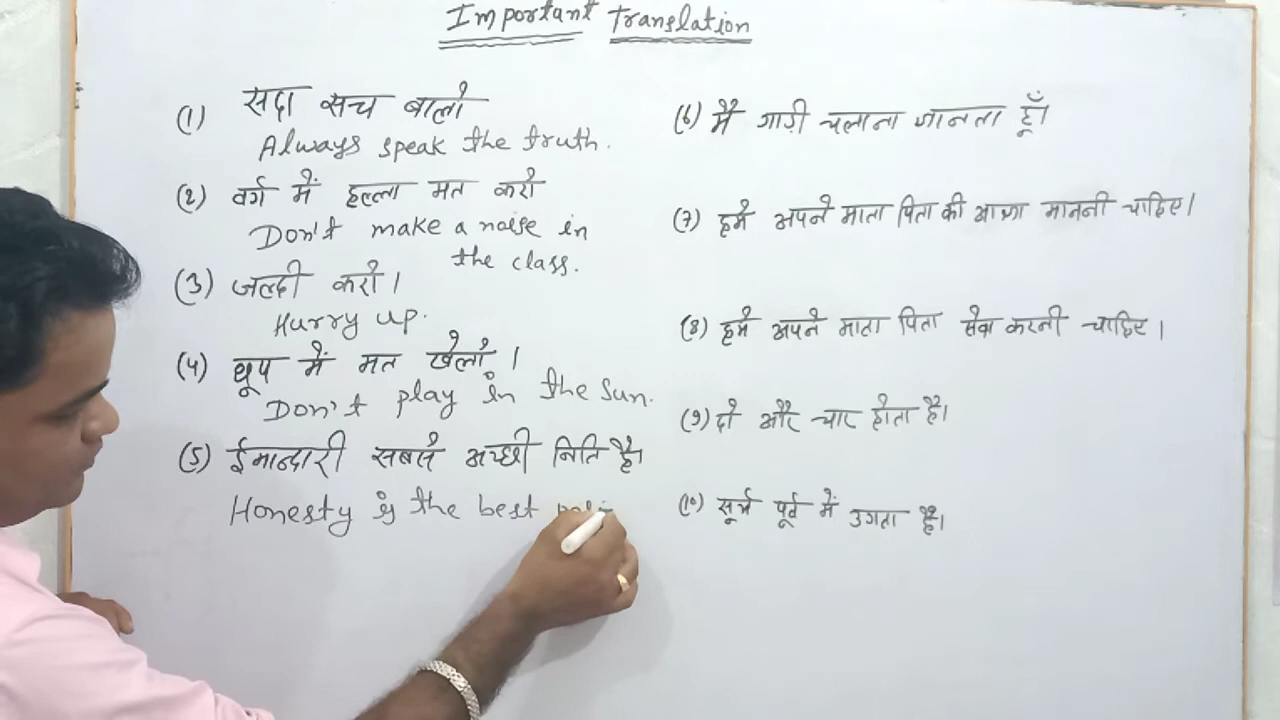 Important Translation
(1) सदा सच बोलो
Always speak the truth.
(2) वर्ग में हल्ला मत करो
Don't make a noise in
the class.
(3) जल्दी करो।
Hurry up.
(4) धूप में मत खेलो।
Don't play in the Sun.
(5) ईमान्दारी सबसे अच्छी निति है।
Honesty is the best
(6) मैं गाड़ी चलाना जानता हूँ।
(7) हमें अपने माता पिता की आज्ञा माननी चाहिए।
(8) हमें अपने माता पिता सेवा करनी चाहिए।
(9) दो और चार होता है।
(10) सूर्य पूर्व में उगता है।